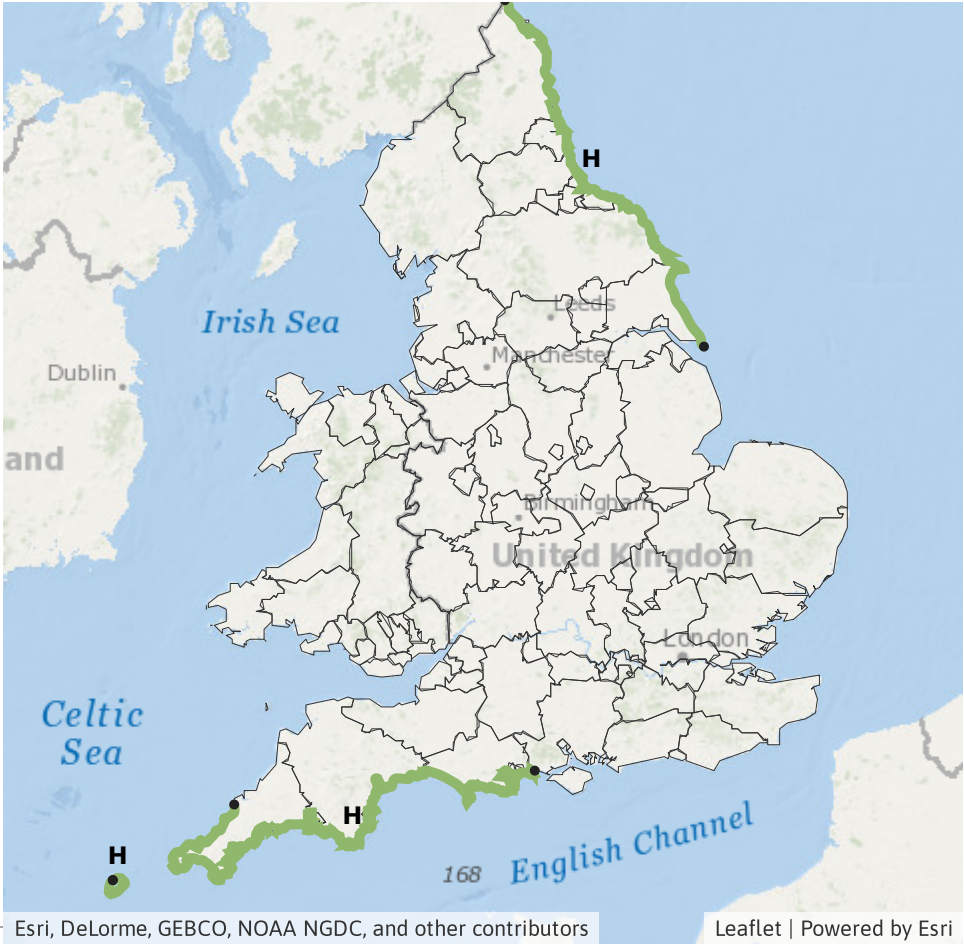 H
Leeds
Irish Sea
Manchester
Dublin
and
Birmingham
United Kingdom
London
Celtic
Sea
H
English Channel
H
168
Esri, DeLorme, GEBCO, NOAA NGDC, and other contributors
Leaflet | Powered by Esri